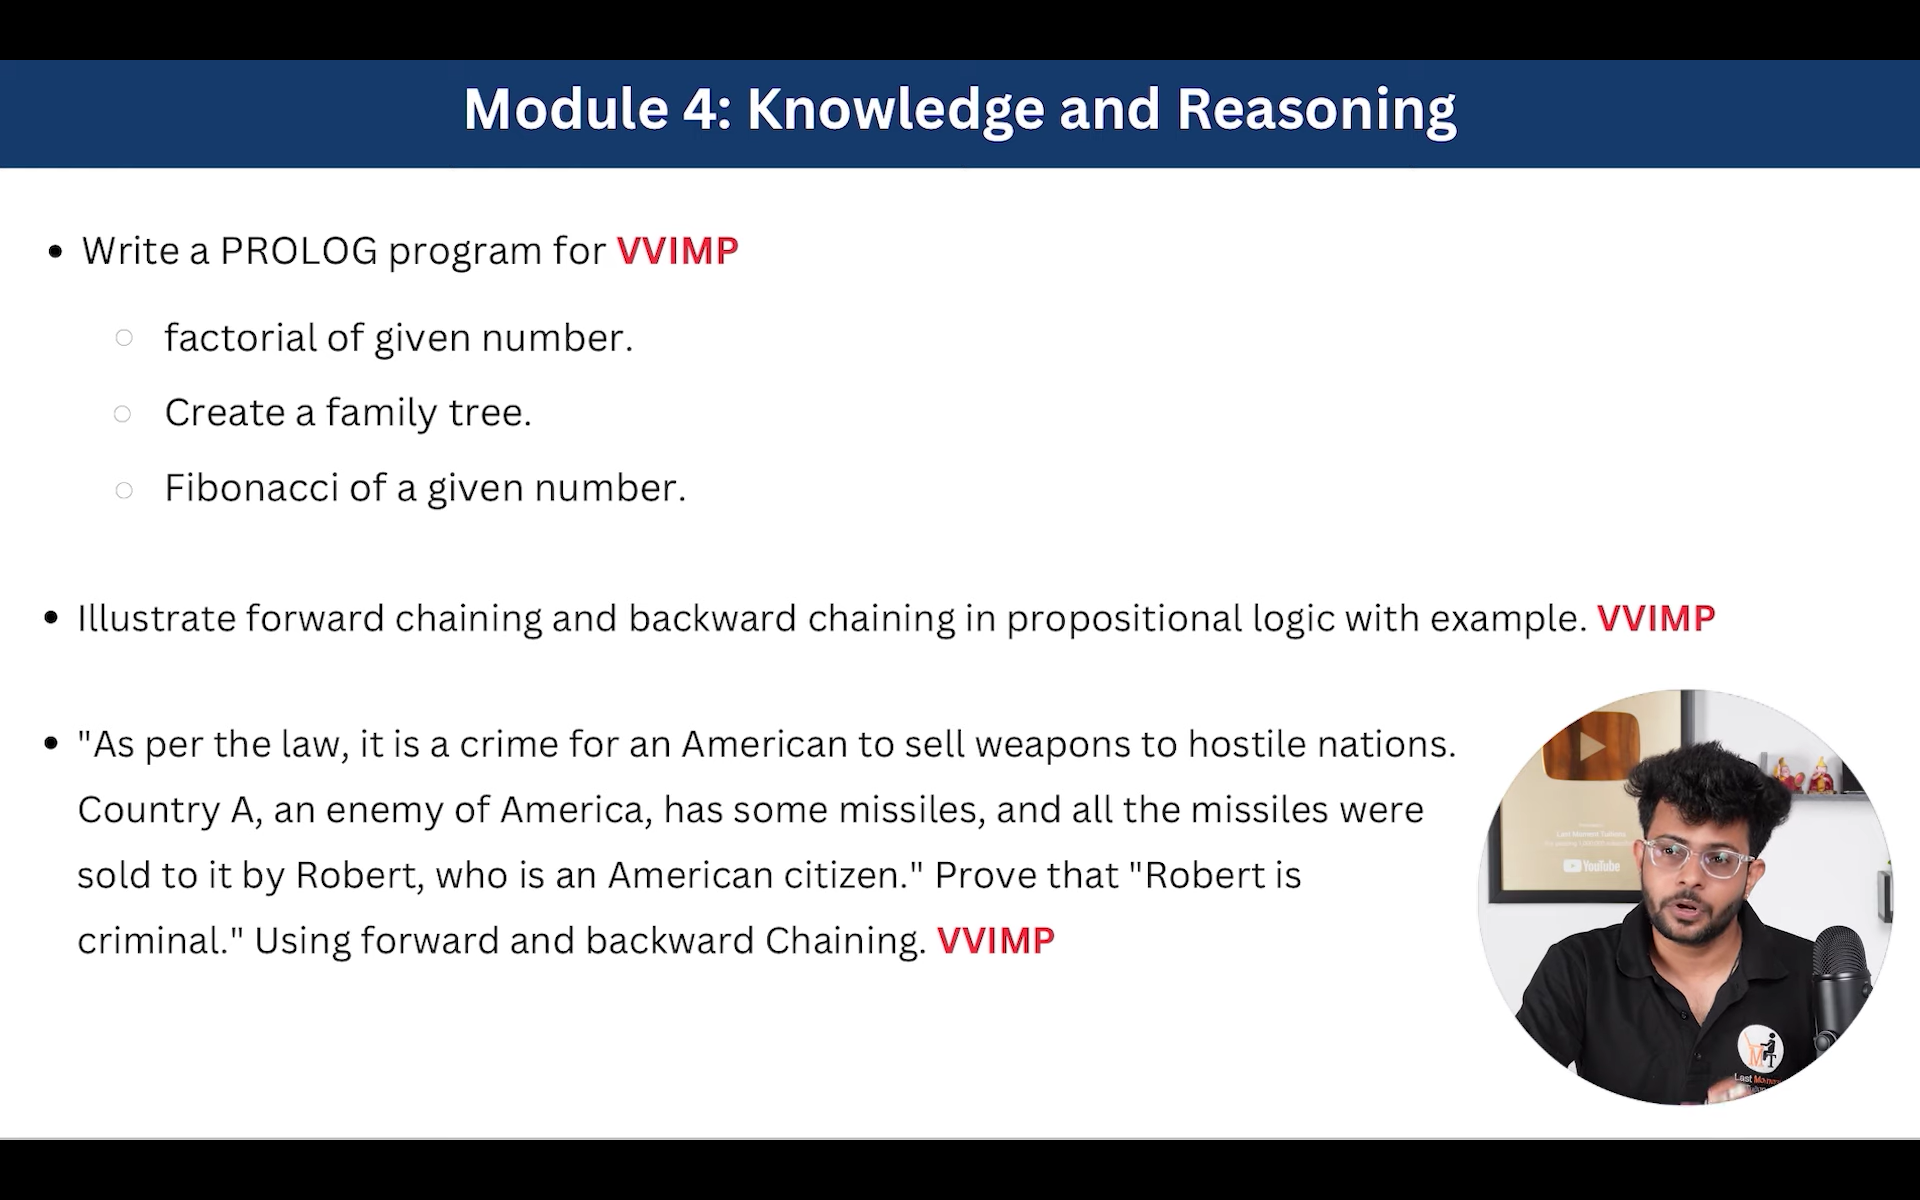 Module 4: Knowledge and Reasoning
Write a PROLOG program for VVIMP
factorial of given number.
Create a family tree.
Fibonacci of a given number.
Illustrate forward chaining and backward chaining in propositional logic with example. VVIMP
"As per the law, it is a crime for an American to sell weapons to hostile nations.
Country A, an enemy of America, has some missiles, and all the missiles were
sold to it by Robert, who is an American citizen." Prove that "Robert is
criminal." Using forward and backward Chaining. VVIMP
Last Moment Tuitions
YouTube
MT
Last Moment